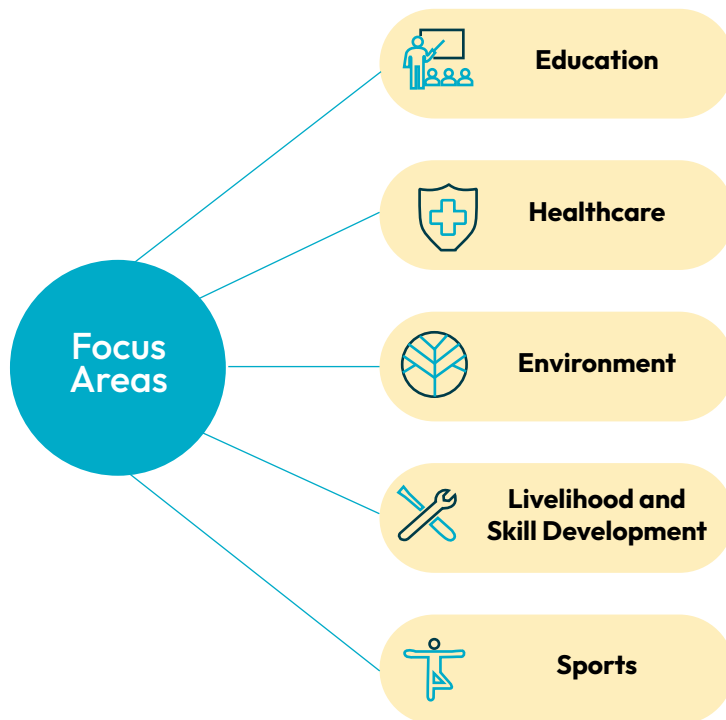 Focus
Areas
Education
Healthcare
Environment
Livelihood and
Skill Development
Sports